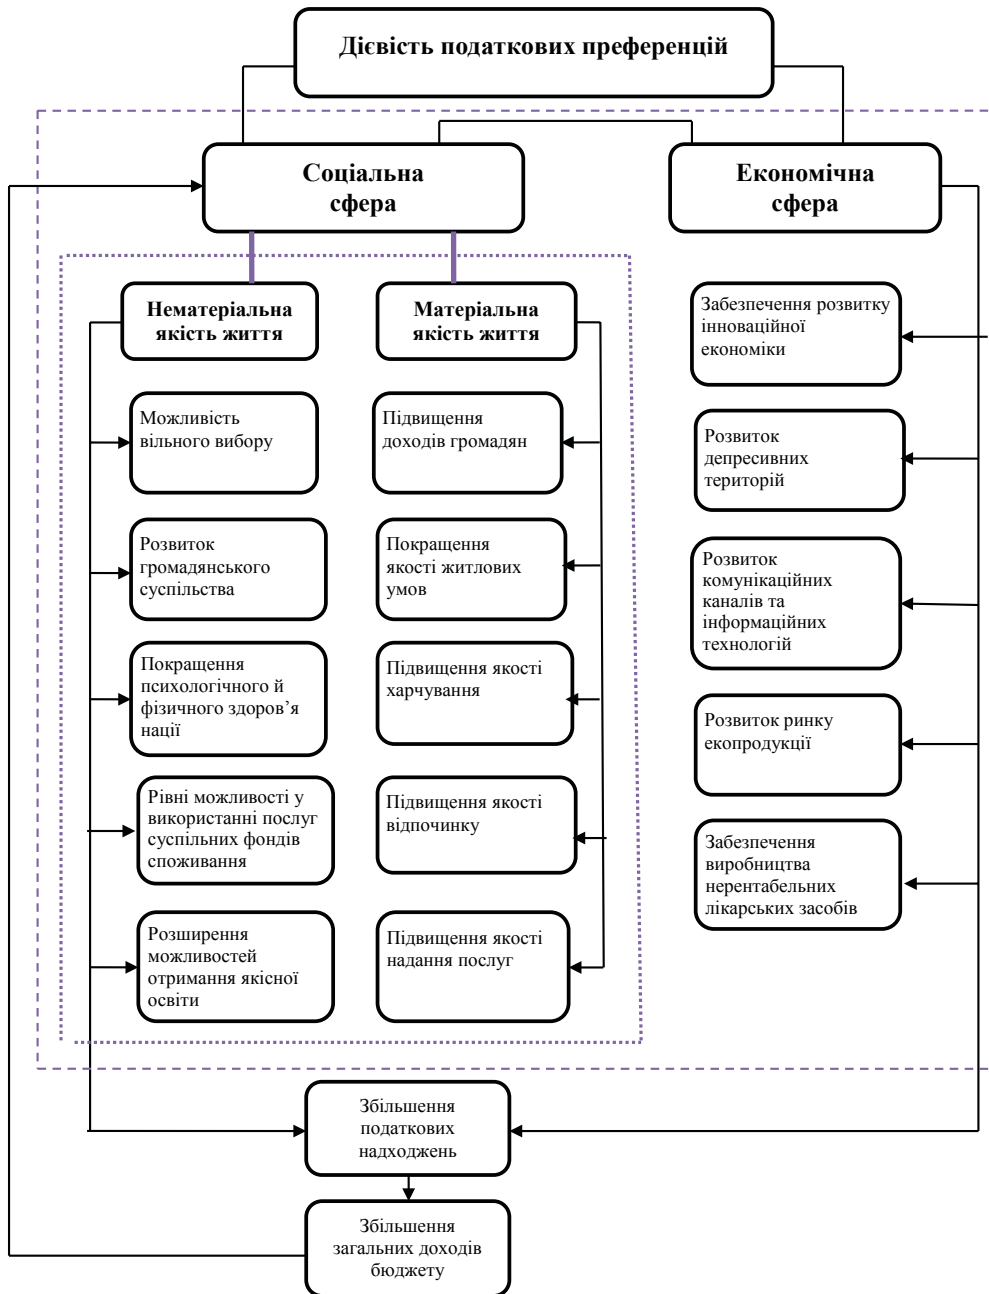 Дієвість податкових преференцій
Соціальна
сфера
Економічна
сфера
Нематеріальна
якість життя
Матеріальна
якість життя
Забезпечення розвитку
інноваційної
економіки
Можливість
вільного вибору
Підвищення
доходів громадян
Розвиток
депресивних
територій
Розвиток
громадянського
суспільства
Покращення
якості житлових
умов
Розвиток
комунікаційних
каналів та
інформаційних
технологій
Покращення
психологічного й
фізичного здоров’я
нації
Підвищення якості
харчування
Розвиток ринку
екопродукції
Рівні можливості у
використанні послуг
суспільних фондів
споживання
Підвищення якості
відпочинку
Забезпечення
виробництва
нерентабельних
лікарських засобів
Розширення
можливостей
отримання якісної
освіти
Підвищення якості
надання послуг
Збільшення
податкових
надходжень
Збільшення
загальних доходів
бюджету